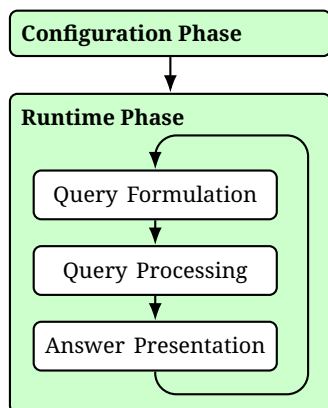 Configuration Phase
Runtime Phase
Query Formulation
Query Processing
Answer Presentation